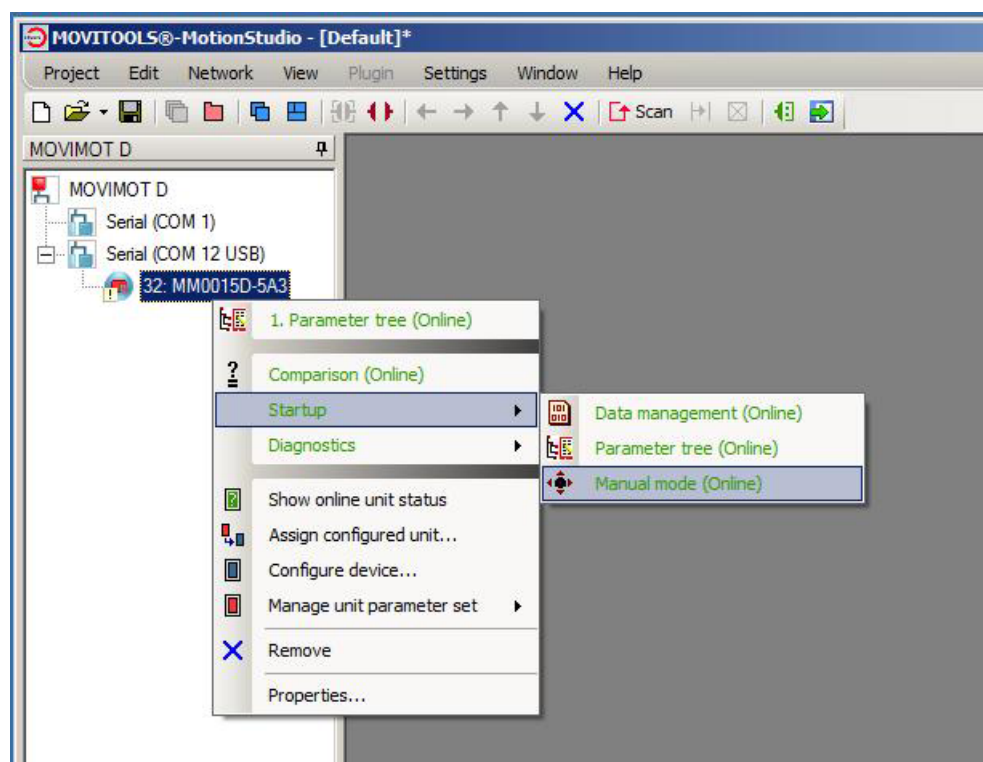 MOVITOOLS®-MotionStudio - [Default]*
Project Edit Network View Plugin Settings Window Help
Scan
MOVIMOT D
MOVIMOT D
Serial (COM 1)
Serial (COM 12 USB)
32: MM0015D-5A3
1. Parameter tree (Online)
Comparison (Online)
Startup
Diagnostics
Data management (Online)
Parameter tree (Online)
Manual mode (Online)
Show online unit status
Assign configured unit...
Configure device...
Manage unit parameter set
Remove
Properties...